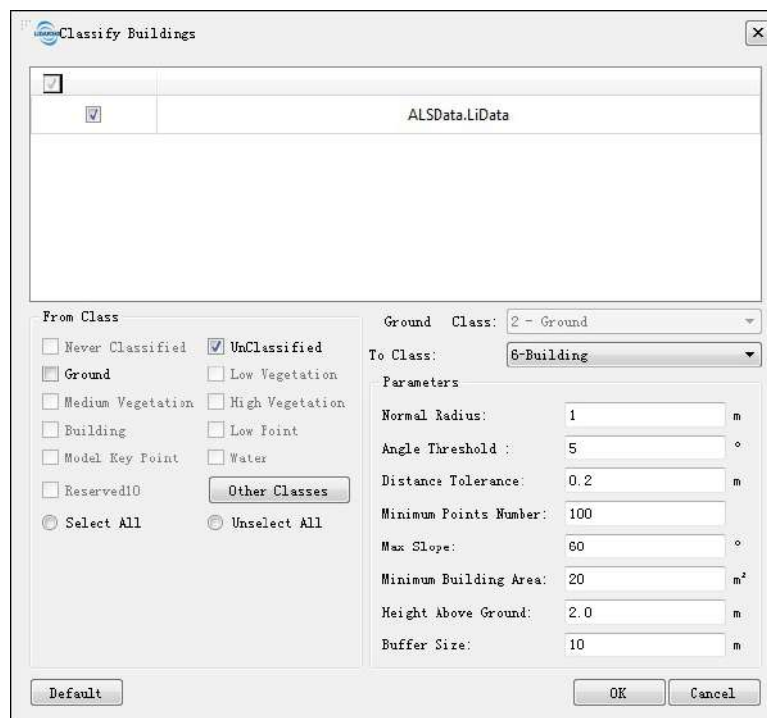 Classify Buildings
ALSData.LiData
From Class
Never Classified UnClassified
Ground Low Vegetation
Medium Vegetation High Vegetation
Building Low Point
Model Key Point Water
Reserved10 Other Classes
Select All Unselect All
Ground Class: 2 - Ground
To Class: 6-Building
Parameters
Normal Radius: 1 m
Angle Threshold : 5 °
Distance Tolerance: 0.2 m
Minimum Points Number: 100
Max Slope: 60 °
Minimum Building Area: 20 m²
Height Above Ground: 2.0 m
Buffer Size: 10 m
Default OK Cancel